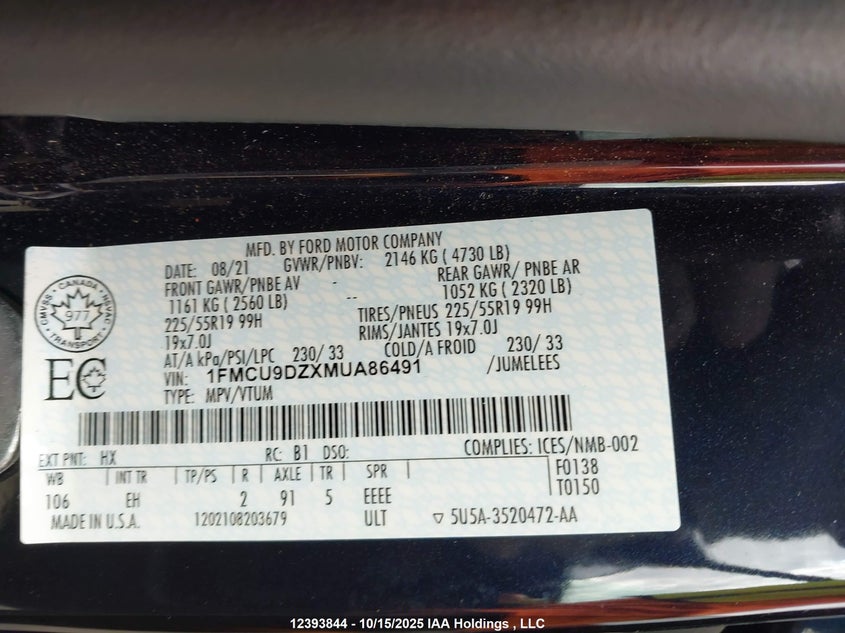 MFD. BY FORD MOTOR COMPANY
DATE: 08/21 GVWR/PNBV: 2146 KG ( 4730 LB)
FRONT GAWR/PNBE AV - REAR GAWR/ PNBE AR
1161 KG ( 2560 LB) -- 1052 KG ( 2320 LB)
225/55R19 99H TIRES/PNEUS 225/55R19 99H
19x7.0J RIMS/JANTES 19x7.0J
AT/A kPa/PSI/LPC 230/ 33 COLD/A FROID 230/ 33
VIN: 1FMCU9DZXMUA86491 /JUMELEES
TYPE: MPV/VTUM
CANADA
CMVSS NSVAC
977
TRANSPORT
EC
EXT PNT: HX RC: B1 DSO: COMPLIES: ICES/NMB-002
WB INT TR TP/PS R AXLE TR SPR F0138
106 EH 2 91 5 EEEE T0150
MADE IN U.S.A. 1202108203679 ULT ▽ 5U5A-3520472-AA
12393844 - 10/15/2025 IAA Holdings , LLC